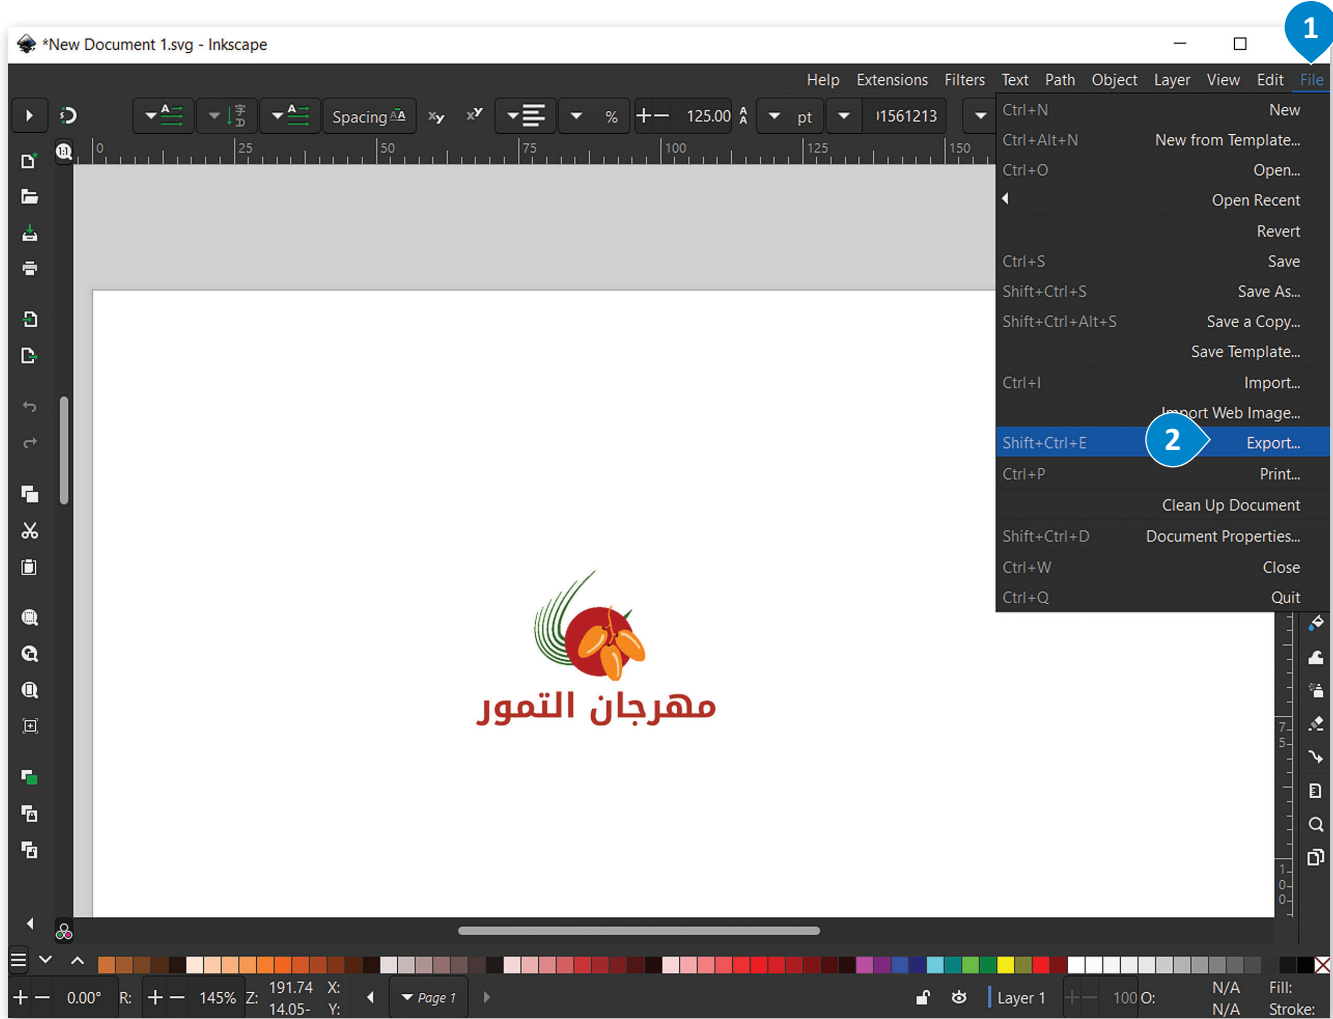 1
*New Document 1.svg - Inkscape
Help Extensions Filters Text Path Object Layer View Edit File
Spacing
%
125.00
pt
ı1561213
0 25 50 75 100 125 150
Ctrl+N New
Ctrl+Alt+N New from Template...
Ctrl+O Open...
Open Recent
Revert
Ctrl+S Save
Shift+Ctrl+S Save As...
Shift+Ctrl+Alt+S Save a Copy...
Save Template...
Ctrl+I Import...
Import Web Image...
Shift+Ctrl+E 2 Export...
Ctrl+P Print...
Clean Up Document
Shift+Ctrl+D Document Properties...
Ctrl+W Close
Ctrl+Q Quit
مهرجان التمور
75
100
0.00° R: 145% Z: 191.74 X: Page 1 Layer 1 100 O: N/A Fill:
14.05- Y: N/A Stroke: